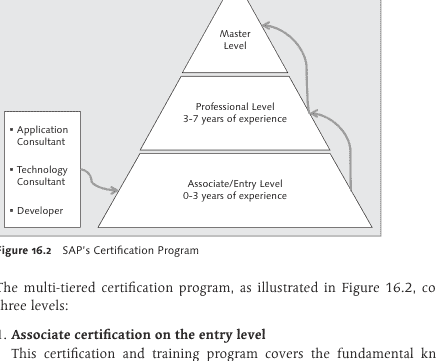 Master
Level
Professional Level
3-7 years of experience
▪ Application
Consultant
▪ Technology
Consultant
▪ Developer
Associate/Entry Level
0-3 years of experience
Figure 16.2 SAP's Certification Program
The multi-tiered certification program, as illustrated in Figure 16.2, co
three levels:
1. Associate certification on the entry level
This certification and training program covers the fundamental kn